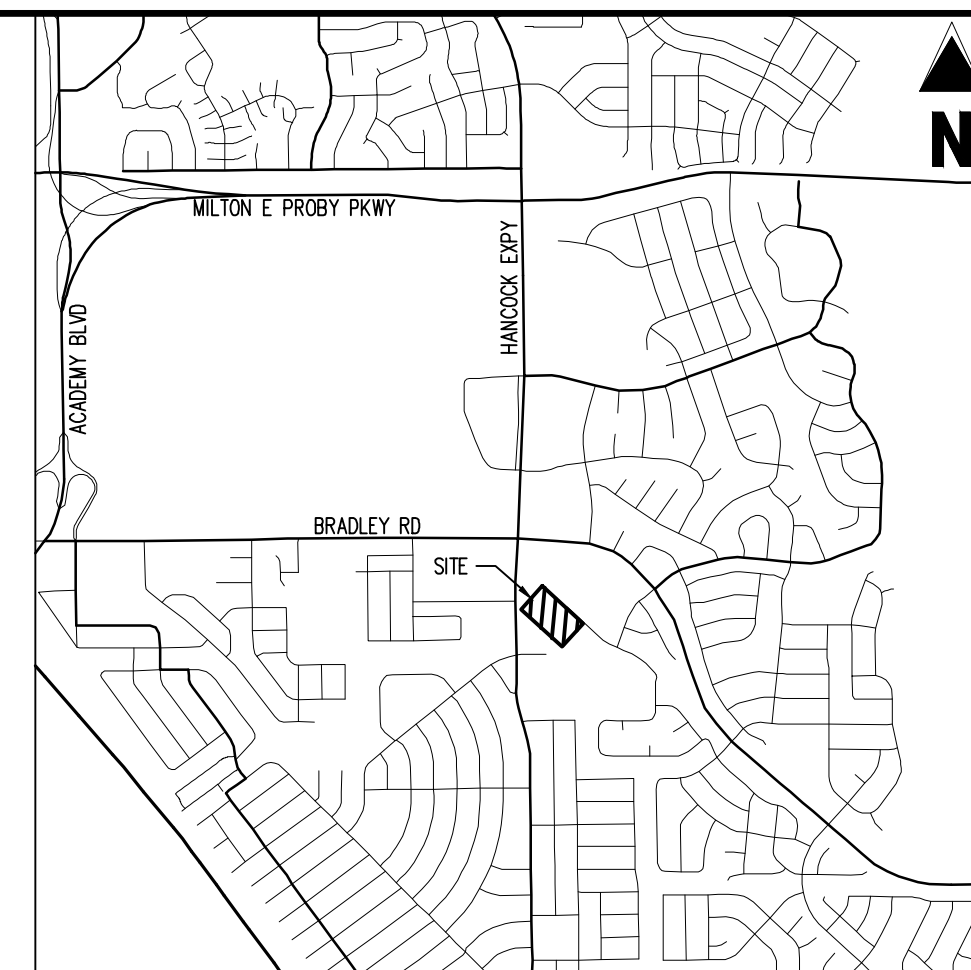 N
MILTON E PROBY PKWY
HANCOCK EXPY
ACADEMY BLVD
BRADLEY RD
SITE